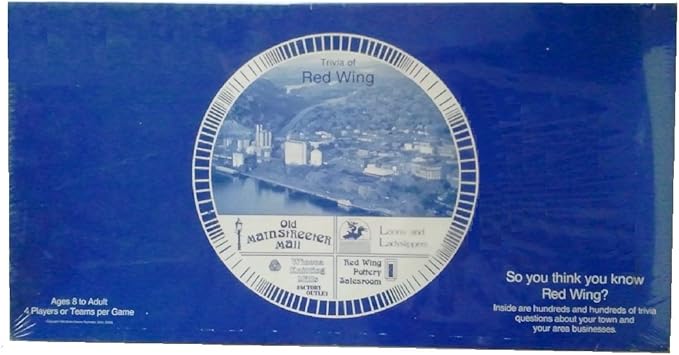 Trivia of
Red Wing
Old
Mainstreeter
Mall
Loons and
Ladyslippers
Winona
Knitting
Mills
FACTORY
OUTLET
Red Wing
Pottery
Salesroom
Ages 8 to Adult
4 Players or Teams per Game
So you think you know
Red Wing?
Inside are hundreds and hundreds of trivia
questions about your town and
your area businesses.